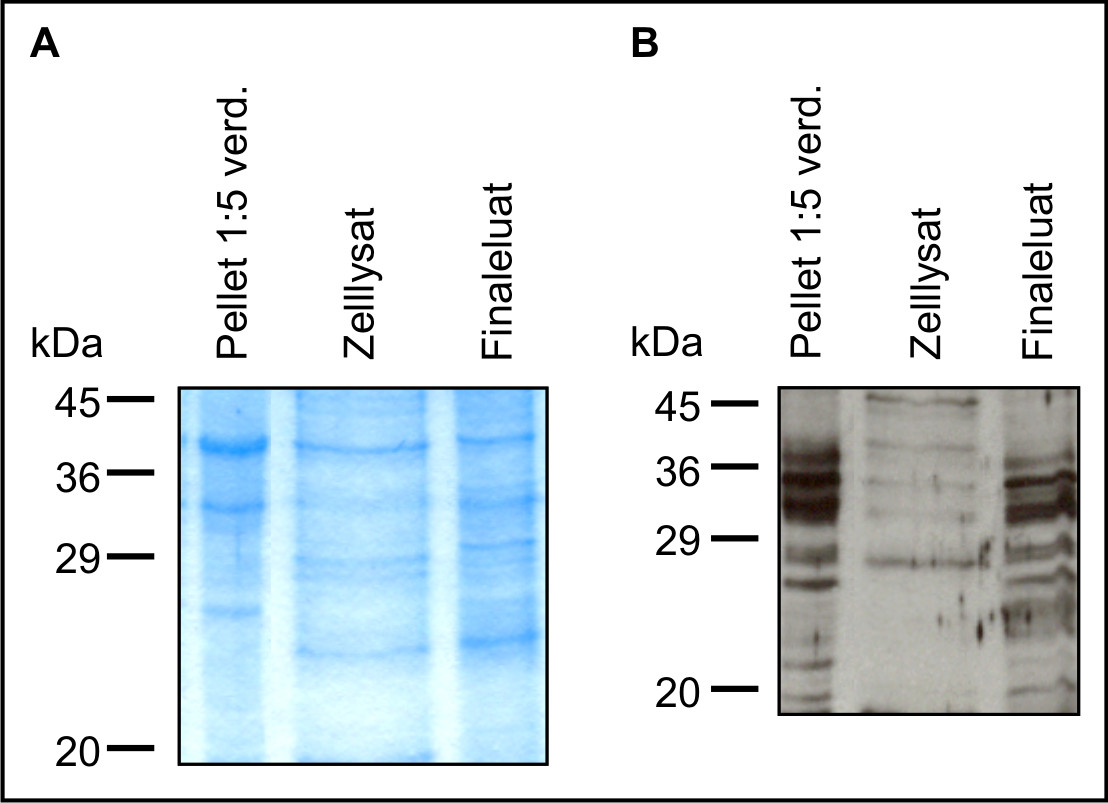 A
Pellet 1:5 verd.
Zelllysat
Finaleluat
kDa
45
36
29
20
B
Pellet 1:5 verd.
Zelllysat
Finaleluat
kDa
45
36
29
20